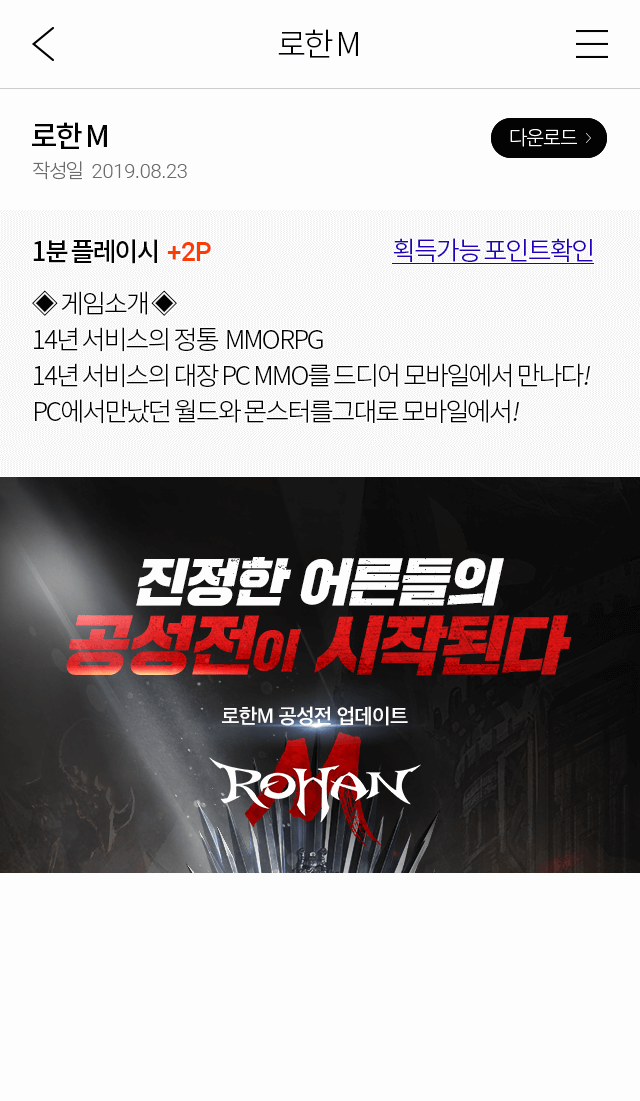 로한 M
로한 M
다운로드
작성일 2019.08.23
1분 플레이시 +2P
획득가능 포인트확인
◈ 게임소개 ◈
14년 서비스의 정통 MMORPG
14년 서비스의 대장 PC MMO를 드디어 모바일에서 만나다!
PC에서만났던 월드와 몬스터를그대로 모바일에서!
진정한 어른들의
공성전이 시작된다
로한M 공성전 업데이트
M
ROHAN